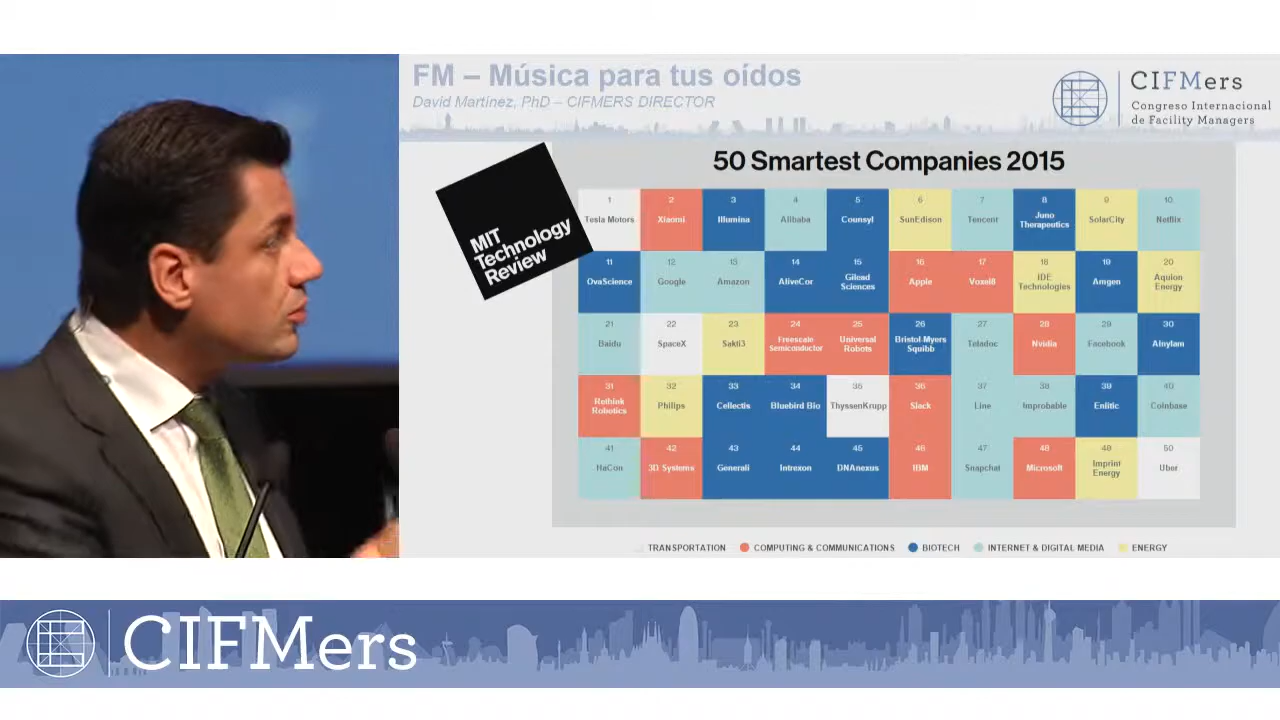 FM – Música para tus oídos
David Martínez, PhD – CIFMERS DIRECTOR
CIFMers
Congreso Internacional
de Facility Managers
MIT
Technology
Review
50 Smartest Companies 2015
1 2 3 4 5 6 7 8 9 10
Tesla Motors Xiaomi Illumina Alibaba Counsyl SunEdison Tencent Juno Therapeutics SolarCity Netflix
11 12 13 14 15 16 17 18 19 20
OvaScience Google Amazon AliveCor Gilead Sciences Apple Voxel8 IDE Technologies Amgen Aquion Energy
21 22 23 24 25 26 27 28 29 30
Baidu SpaceX Sakti3 Freescale Semiconductor Universal Robots Bristol-Myers Squibb Teladoc Nvidia Facebook Alnylam
31 32 33 34 35 36 37 38 39 40
Rethink Robotics Philips Cellectis Bluebird Bio ThyssenKrupp Slack Line Improbable Enlitic Coinbase
41 42 43 44 45 46 47 48 49 50
HaCon 3D Systems Generali Intrexon DNAnexus IBM Snapchat Microsoft Imprint Energy Uber
TRANSPORTATION COMPUTING & COMMUNICATIONS BIOTECH INTERNET & DIGITAL MEDIA ENERGY
CIFMers